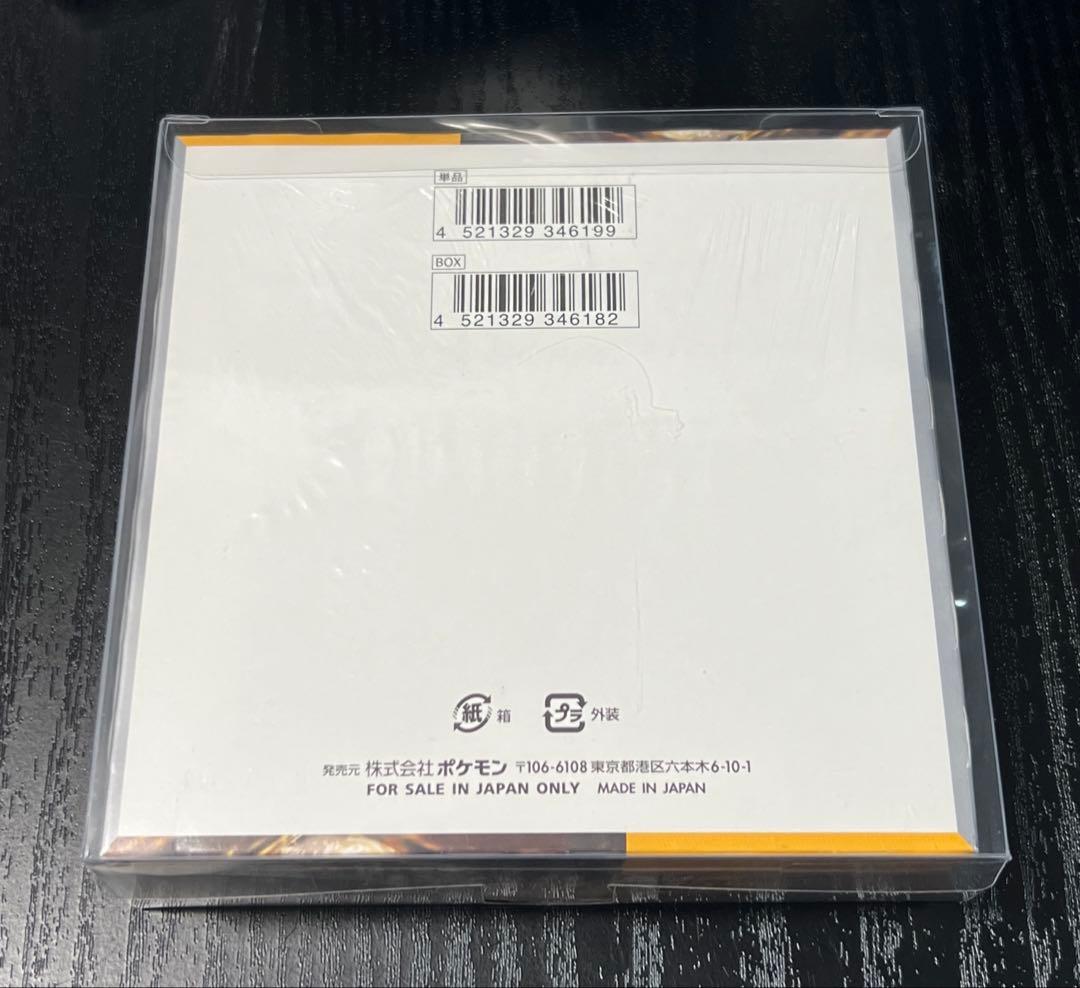 単品
4 521329 346199
BOX
4 521329 346182
紙 箱 プラ 外装
発売元 株式会社ポケモン 〒106-6108 東京都港区六本木6-10-1
FOR SALE IN JAPAN ONLY MADE IN JAPAN